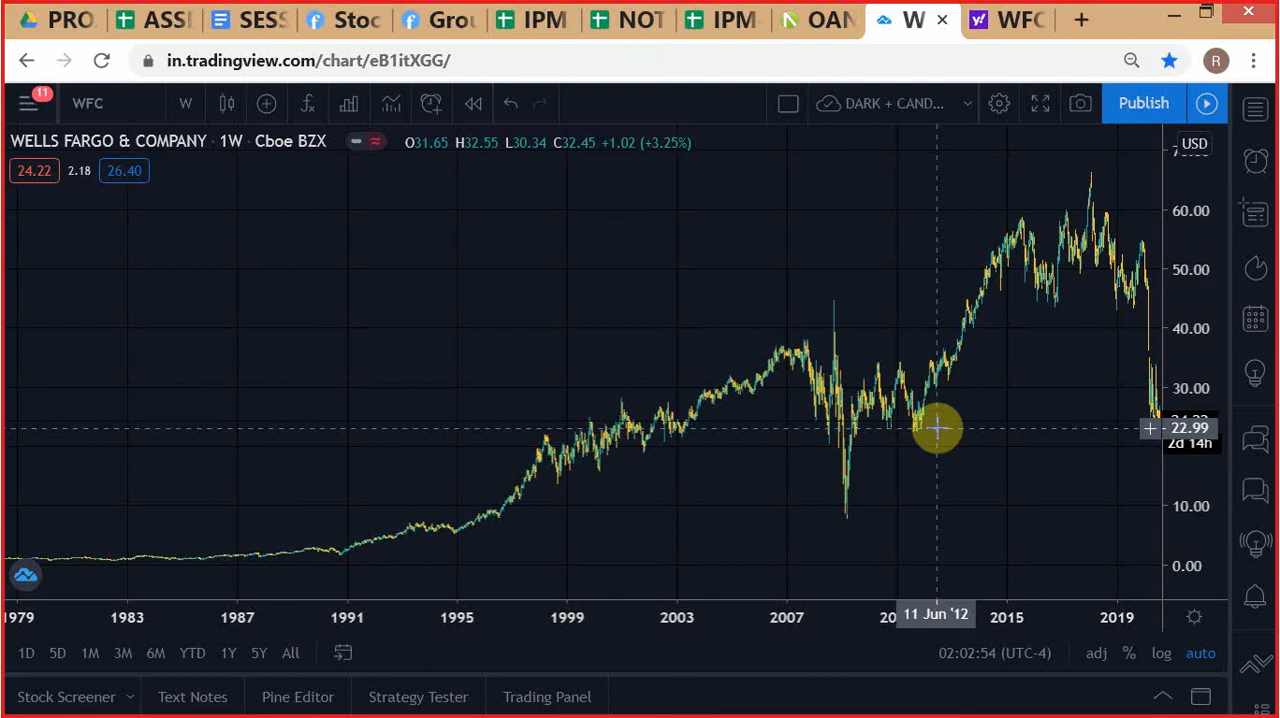 PRO ASSI SESS Stoc Grou IPM NOT IPM- OAN W × y! WFC +
in.tradingview.com/chart/eB1itXGG/ R
11 WFC W DARK + CAND... Publish
WELLS FARGO & COMPANY · 1W · Cboe BZX O31.65 H32.55 L30.34 C32.45 +1.02 (+3.25%) USD
24.22 2.18 26.40
60.00
50.00
40.00
30.00
22.99
2d 14h
10.00
0.00
1979 1983 1987 1991 1995 1999 2003 2007 20 11 Jun '12 2015 2019
1D 5D 1M 3M 6M YTD 1Y 5Y All 02:02:54 (UTC-4) adj % log auto
Stock Screener Text Notes Pine Editor Strategy Tester Trading Panel